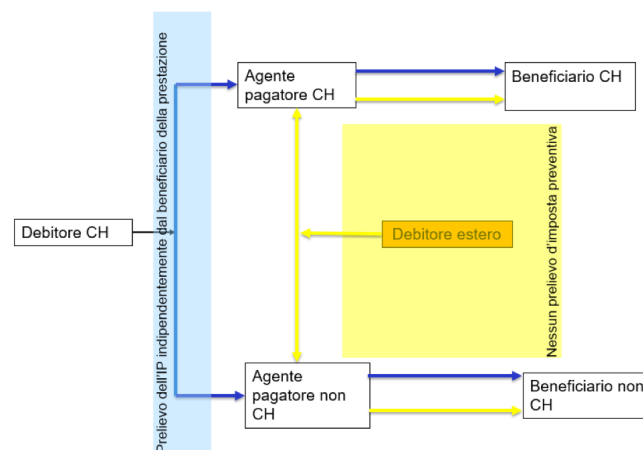 Prelievo dell'IP indipendentemente dal beneficiario della prestazione
Agente
pagatore CH
Beneficiario CH
Debitore CH
Debitore estero
Nessun prelievo d'imposta preventiva
Agente
pagatore non
CH
Beneficiario non
CH